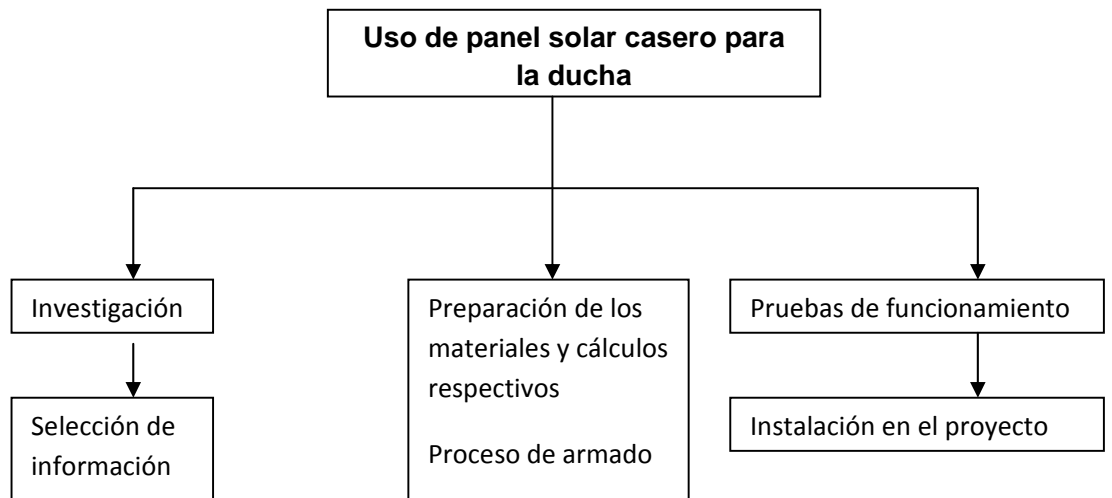 Uso de panel solar casero para
la ducha
Investigación
Selección de
información
Preparación de los
materiales y cálculos
respectivos
Proceso de armado
Pruebas de funcionamiento
Instalación en el proyecto